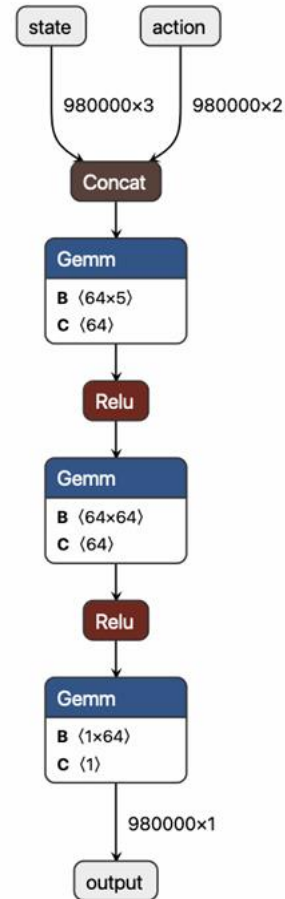 state
action
980000×3
980000×2
Concat
Gemm
B ⟨64×5⟩
C ⟨64⟩
Relu
Gemm
B ⟨64×64⟩
C ⟨64⟩
Relu
Gemm
B ⟨1×64⟩
C ⟨1⟩
980000×1
output